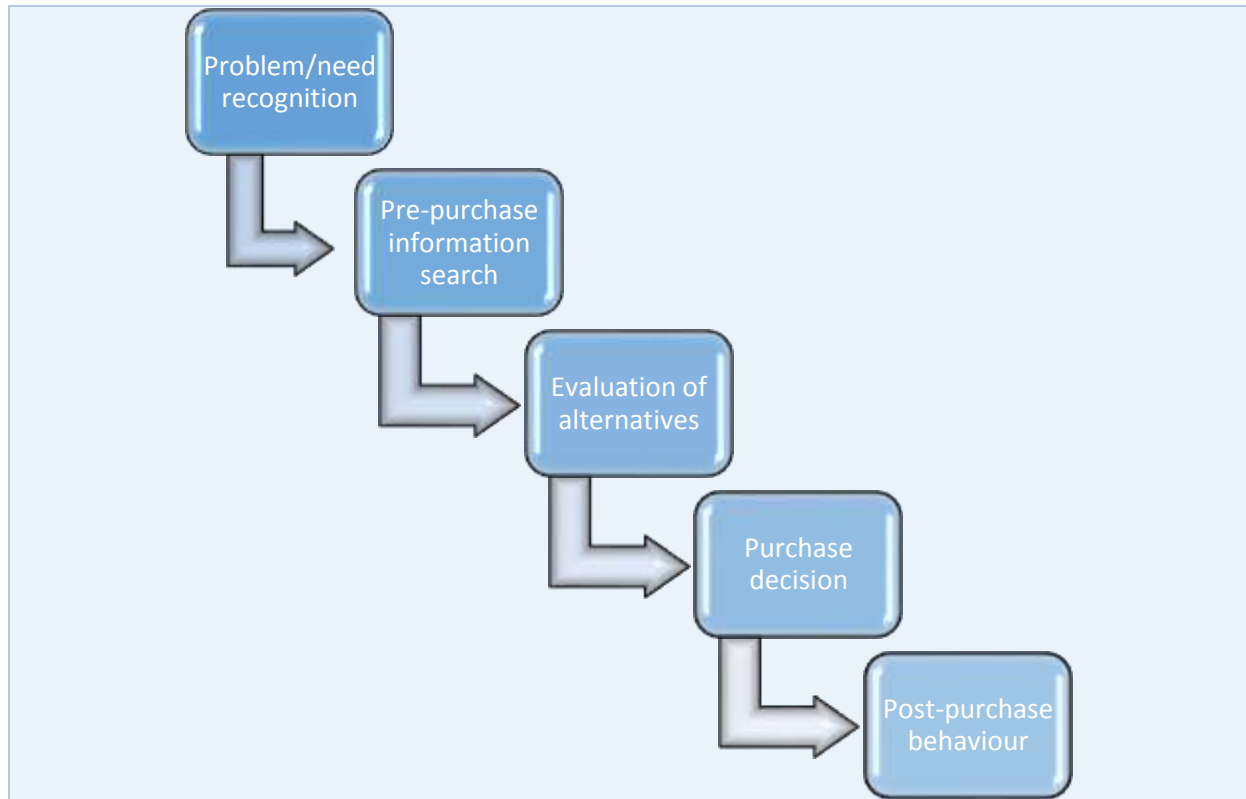 Problem/need
recognition
Pre-purchase
information
search
Evaluation of
alternatives
Purchase
decision
Post-purchase
behaviour